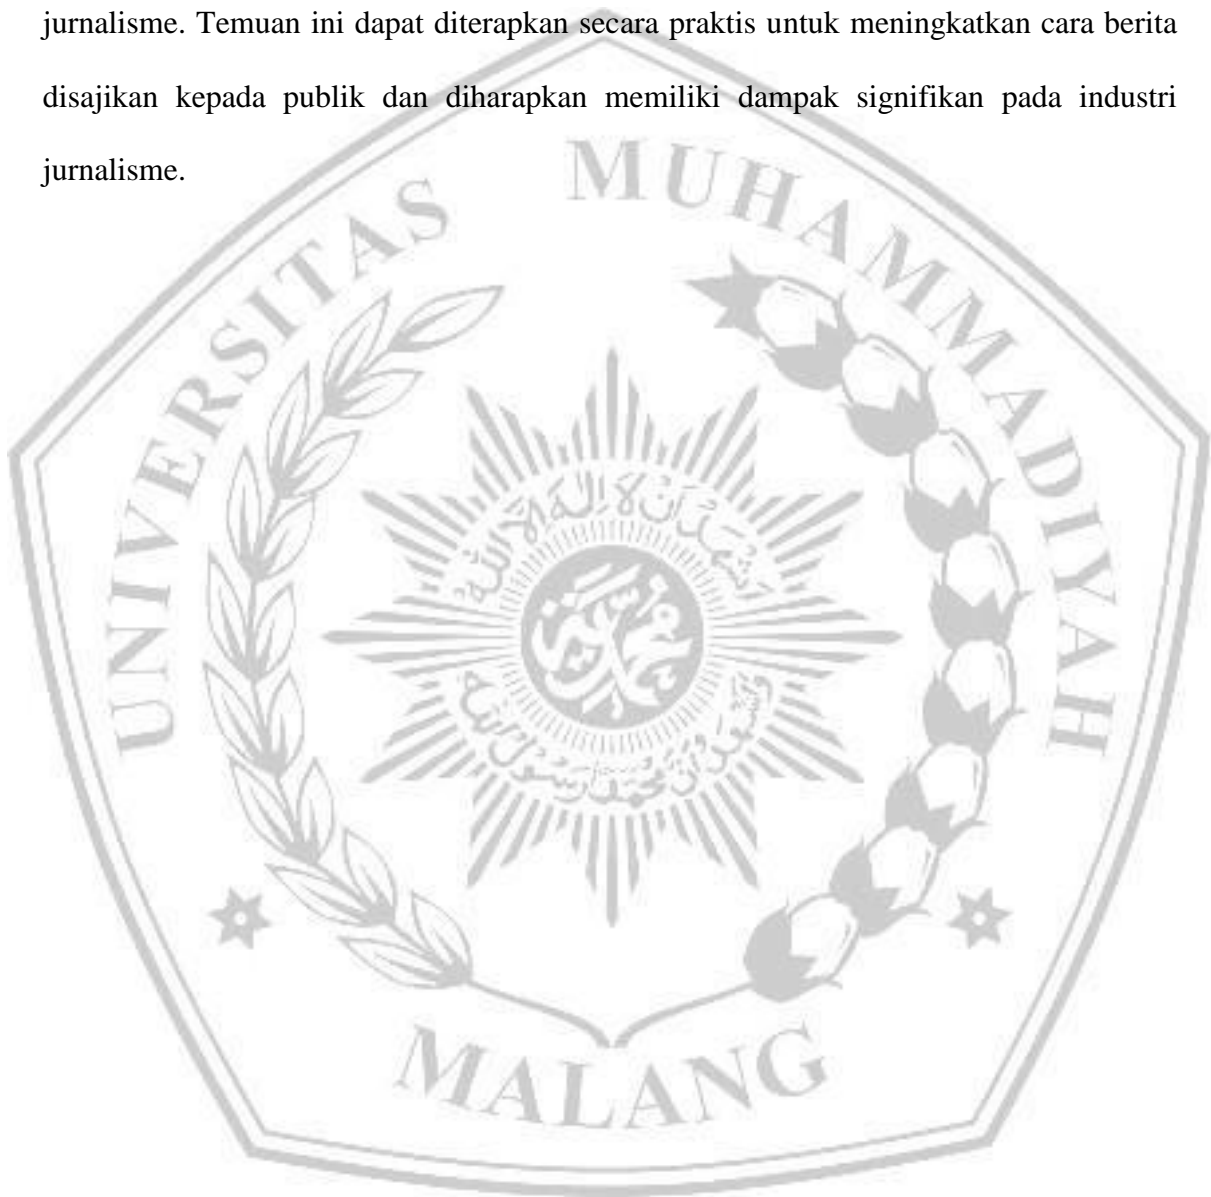 jurnalisme. Temuan ini dapat diterapkan secara praktis untuk meningkatkan cara berita
disajikan kepada publik dan diharapkan memiliki dampak signifikan pada industri
jurnalisme.
UNIVERSITAS MUHAMMADIYAH
MALANG